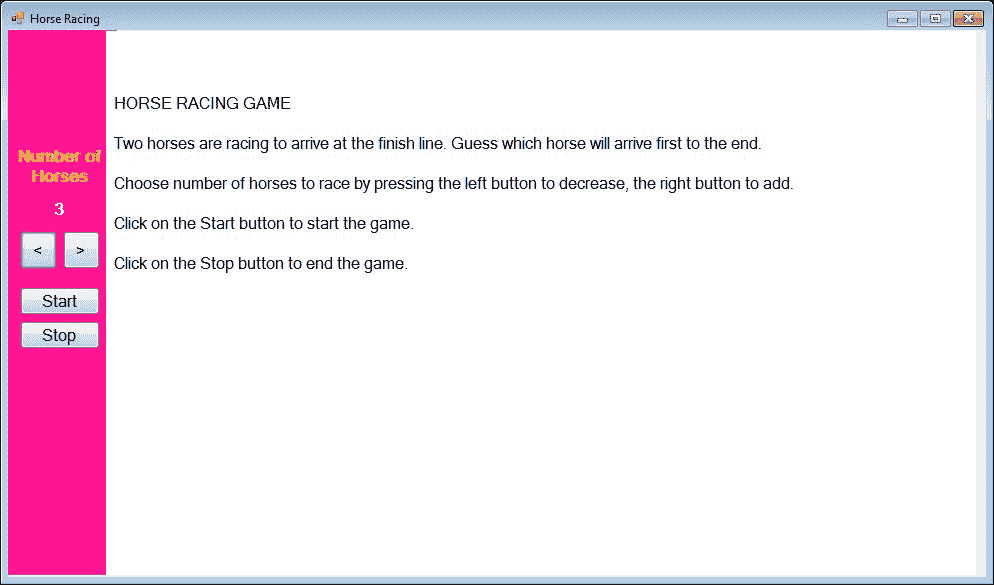 Horse Racing
HORSE RACING GAME
Two horses are racing to arrive at the finish line. Guess which horse will arrive first to the end.
Choose number of horses to race by pressing the left button to decrease, the right button to add.
Click on the Start button to start the game.
Click on the Stop button to end the game.
Number of
Horses
3
< >
Start
Stop